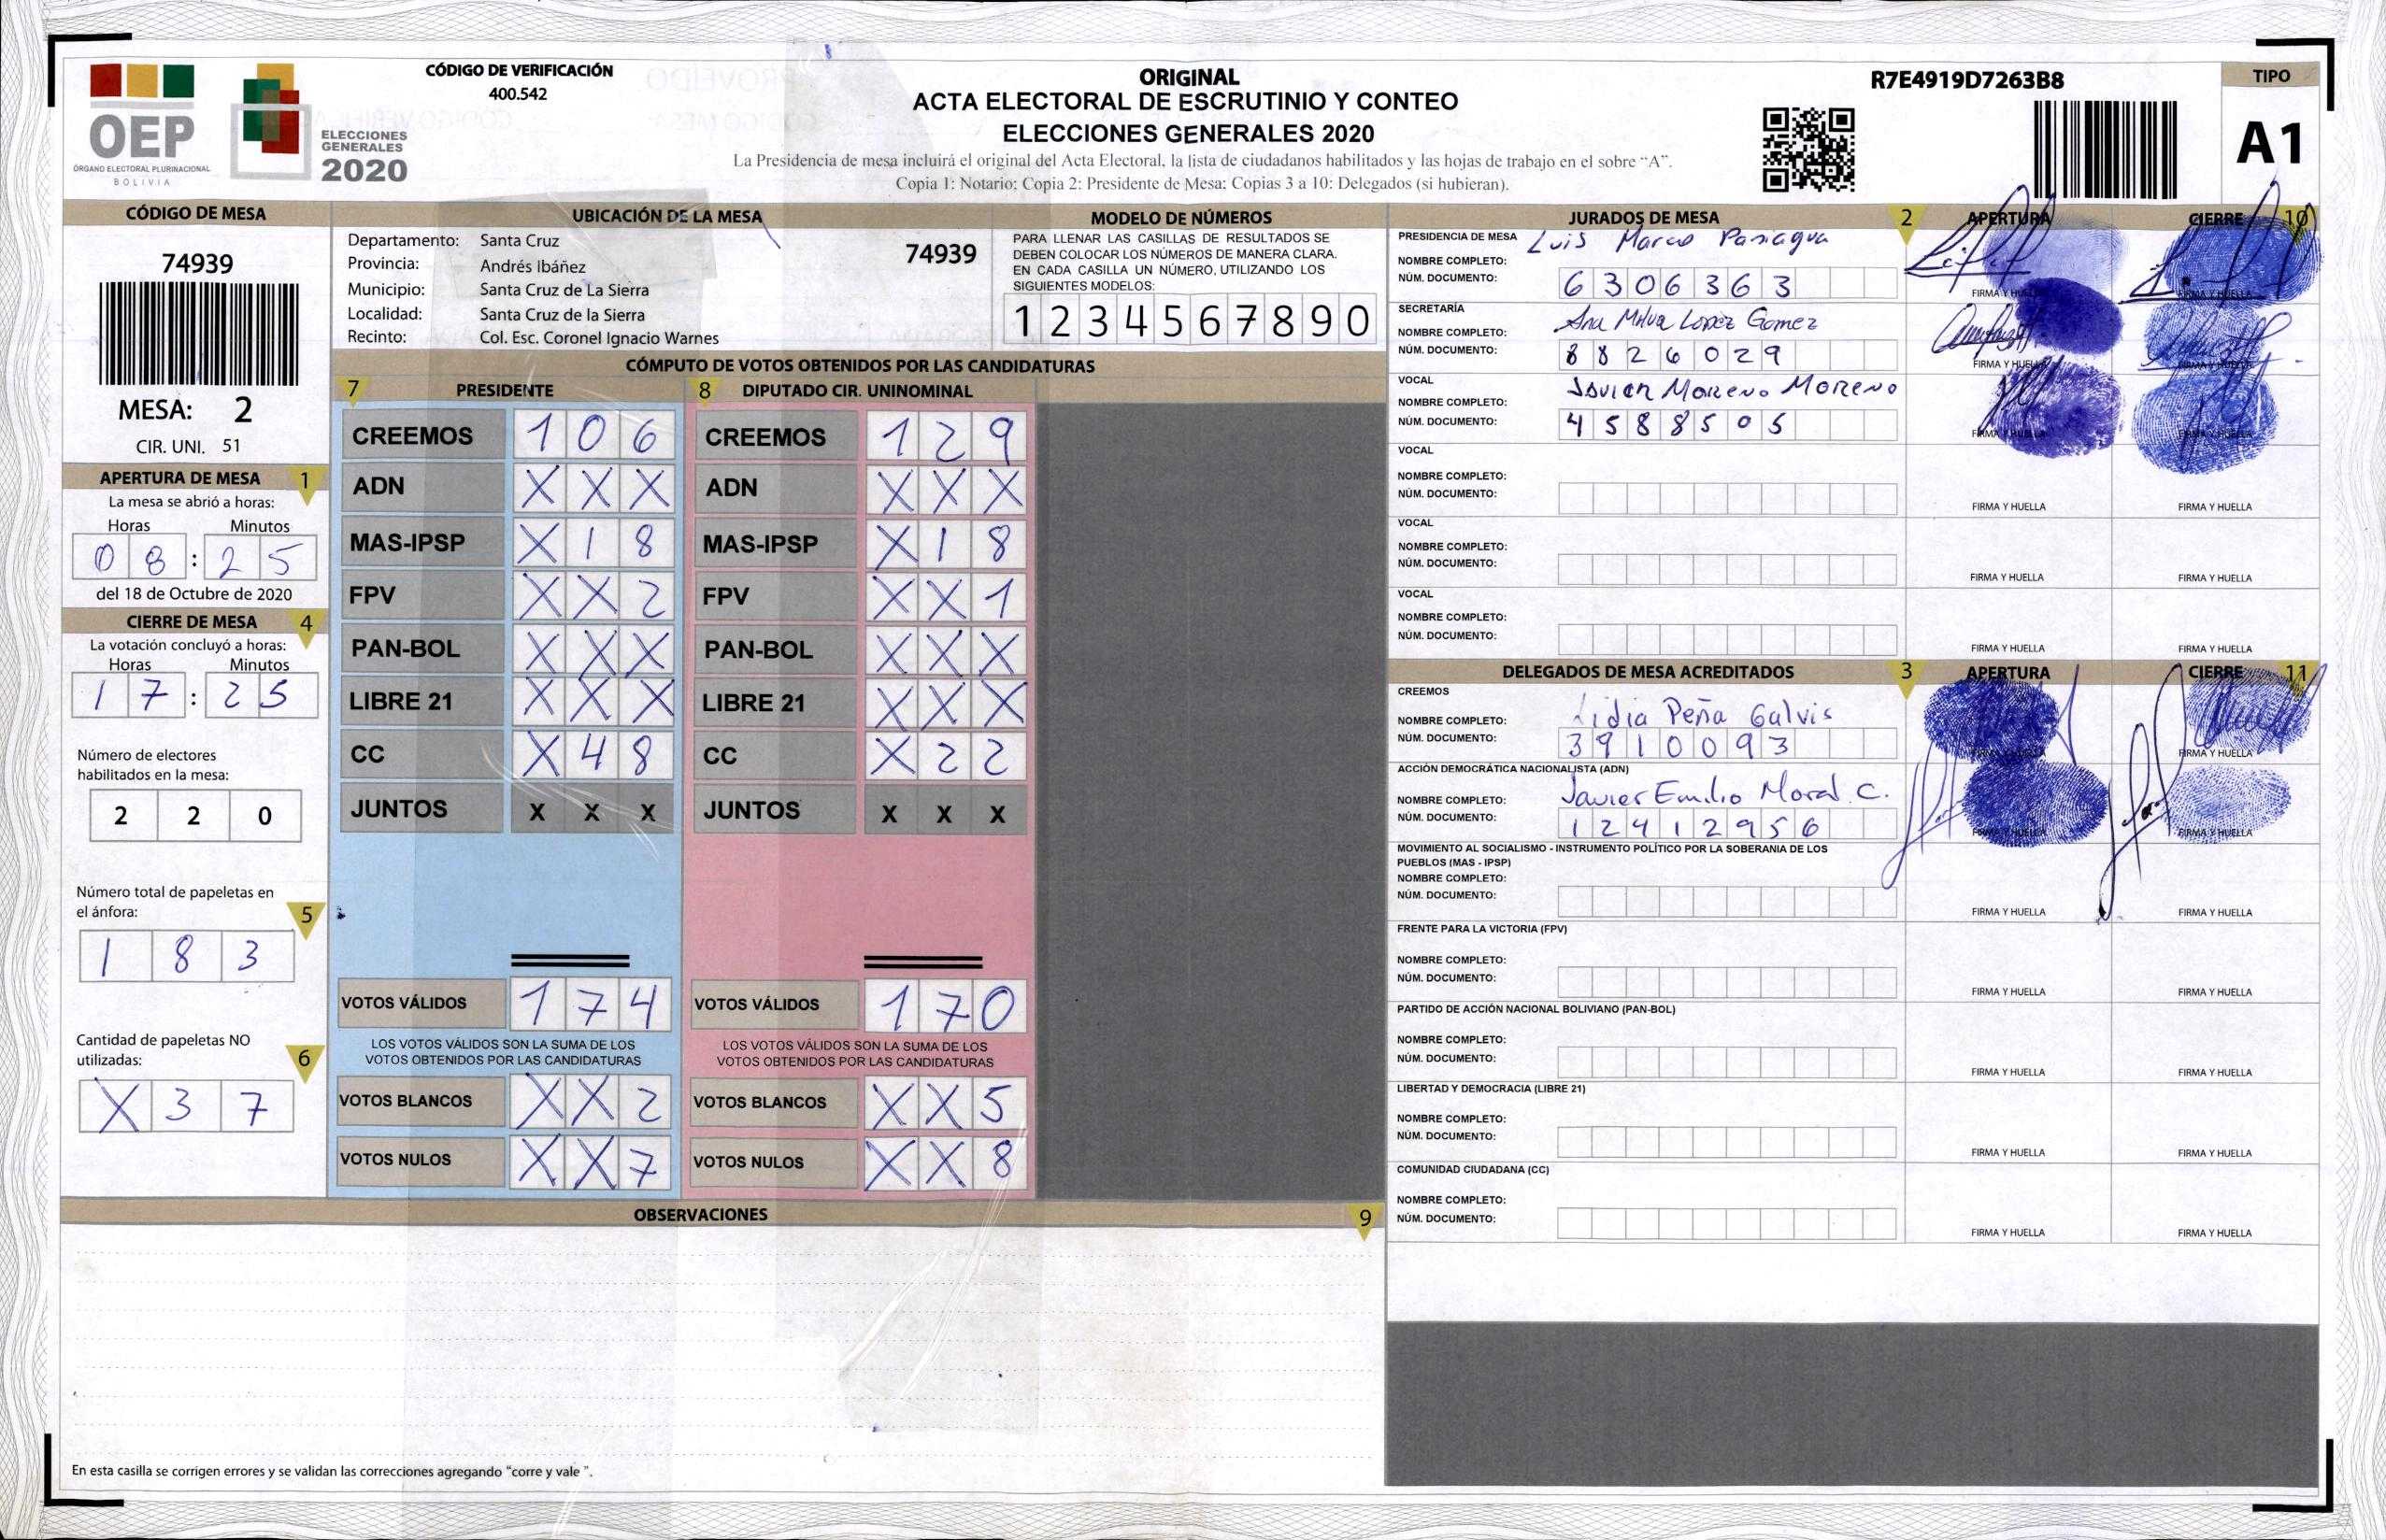 OEP
ÓRGANO ELECTORAL PLURINACIONAL
BOLIVIA
ELECCIONES
GENERALES
2020
CÓDIGO DE VERIFICACIÓN
400.542
ORIGINAL
ACTA ELECTORAL DE ESCRUTINIO Y CONTEO
ELECCIONES GENERALES 2020
La Presidencia de mesa incluirá el original del Acta Electoral, la lista de ciudadanos habilitados y las hojas de trabajo en el sobre “A”.
Copia 1: Notario; Copia 2: Presidente de Mesa; Copias 3 a 10: Delegados (si hubieran).
R7E4919D7263B8
TIPO
A1
CÓDIGO DE MESA
74939
MESA: 2
CIR. UNI. 51
APERTURA DE MESA 1
La mesa se abrió a horas:
Horas Minutos
08:25
del 18 de Octubre de 2020
CIERRE DE MESA 4
La votación concluyó a horas:
Horas Minutos
17:25
Número de electores
habilitados en la mesa:
2 2 0
Número total de papeletas en
el ánfora: 5
1 8 3
Cantidad de papeletas NO
utilizadas: 6
X 3 7
UBICACIÓN DE LA MESA
Departamento: Santa Cruz
Provincia: Andrés Ibáñez
Municipio: Santa Cruz de La Sierra
Localidad: Santa Cruz de la Sierra
Recinto: Col. Esc. Coronel Ignacio Warnes
74939
MODELO DE NÚMEROS
PARA LLENAR LAS CASILLAS DE RESULTADOS SE
DEBEN COLOCAR LOS NÚMEROS DE MANERA CLARA.
EN CADA CASILLA UN NÚMERO, UTILIZANDO LOS
SIGUIENTES MODELOS:
1 2 3 4 5 6 7 8 9 0
CÓMPUTO DE VOTOS OBTENIDOS POR LAS CANDIDATURAS
7 PRESIDENTE 8 DIPUTADO CIR. UNINOMINAL
CREEMOS 1 0 6 CREEMOS 1 2 9
ADN X X X ADN X X X
MAS-IPSP X 1 8 MAS-IPSP X 1 8
FPV X X 2 FPV X X 1
PAN-BOL X X X PAN-BOL X X X
LIBRE 21 X X X LIBRE 21 X X X
CC X 4 8 CC X 2 2
JUNTOS X X X JUNTOS X X X
VOTOS VÁLIDOS 1 7 4 VOTOS VÁLIDOS 1 7 0
LOS VOTOS VÁLIDOS SON LA SUMA DE LOS LOS VOTOS VÁLIDOS SON LA SUMA DE LOS
VOTOS OBTENIDOS POR LAS CANDIDATURAS VOTOS OBTENIDOS POR LAS CANDIDATURAS
VOTOS BLANCOS X X 2 VOTOS BLANCOS X X 5
VOTOS NULOS X X 7 VOTOS NULOS X X 8
OBSERVACIONES 9
En esta casilla se corrigen errores y se validan las correcciones agregando “corre y vale ”.
JURADOS DE MESA 2 APERTURA CIERRE 10
PRESIDENCIA DE MESA Luis Marco Paniagua
NOMBRE COMPLETO:
NÚM. DOCUMENTO: 6306363
FIRMA Y HUELLA FIRMA Y HUELLA
SECRETARÍA
NOMBRE COMPLETO: Ana Milva Lopez Gomez
NÚM. DOCUMENTO: 8826029
FIRMA Y HUELLA FIRMA Y HUELLA
VOCAL
NOMBRE COMPLETO: Javier Moreno Moreno
NÚM. DOCUMENTO: 4588505
FIRMA Y HUELLA FIRMA Y HUELLA
VOCAL
NOMBRE COMPLETO:
NÚM. DOCUMENTO:
FIRMA Y HUELLA FIRMA Y HUELLA
VOCAL
NOMBRE COMPLETO:
NÚM. DOCUMENTO:
FIRMA Y HUELLA FIRMA Y HUELLA
VOCAL
NOMBRE COMPLETO:
NÚM. DOCUMENTO:
FIRMA Y HUELLA FIRMA Y HUELLA
DELEGADOS DE MESA ACREDITADOS 3 APERTURA CIERRE 11
CREEMOS
NOMBRE COMPLETO: Lidia Peña Galvis
NÚM. DOCUMENTO: 3910093
FIRMA Y HUELLA
ACCIÓN DEMOCRÁTICA NACIONALISTA (ADN)
NOMBRE COMPLETO: Javier Emilio Moral C.
NÚM. DOCUMENTO: 12412956
FIRMA Y HUELLA FIRMA Y HUELLA
MOVIMIENTO AL SOCIALISMO - INSTRUMENTO POLÍTICO POR LA SOBERANIA DE LOS
PUEBLOS (MAS - IPSP)
NOMBRE COMPLETO:
NÚM. DOCUMENTO:
FIRMA Y HUELLA FIRMA Y HUELLA
FRENTE PARA LA VICTORIA (FPV)
NOMBRE COMPLETO:
NÚM. DOCUMENTO:
FIRMA Y HUELLA FIRMA Y HUELLA
PARTIDO DE ACCIÓN NACIONAL BOLIVIANO (PAN-BOL)
NOMBRE COMPLETO:
NÚM. DOCUMENTO:
FIRMA Y HUELLA FIRMA Y HUELLA
LIBERTAD Y DEMOCRACIA (LIBRE 21)
NOMBRE COMPLETO:
NÚM. DOCUMENTO:
FIRMA Y HUELLA FIRMA Y HUELLA
COMUNIDAD CIUDADANA (CC)
NOMBRE COMPLETO:
NÚM. DOCUMENTO:
FIRMA Y HUELLA FIRMA Y HUELLA